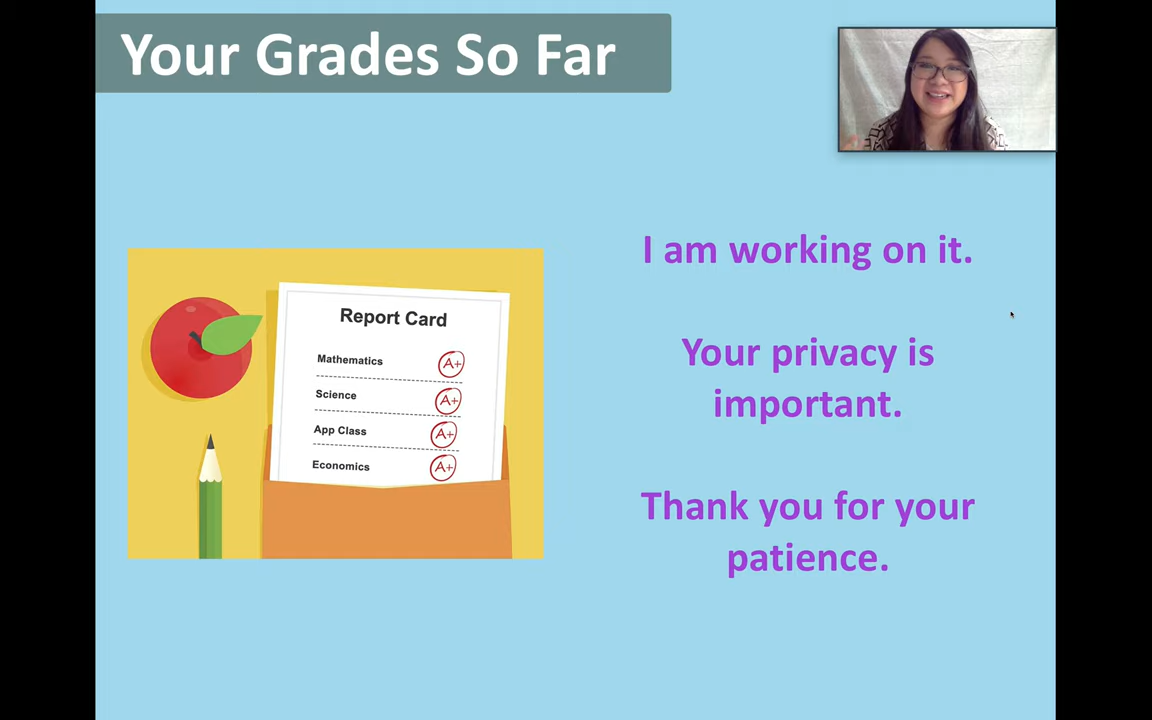 Your Grades So Far
Report Card
Mathematics A+
Science A+
App Class A+
Economics A+
I am working on it.
Your privacy is
important.
Thank you for your
patience.